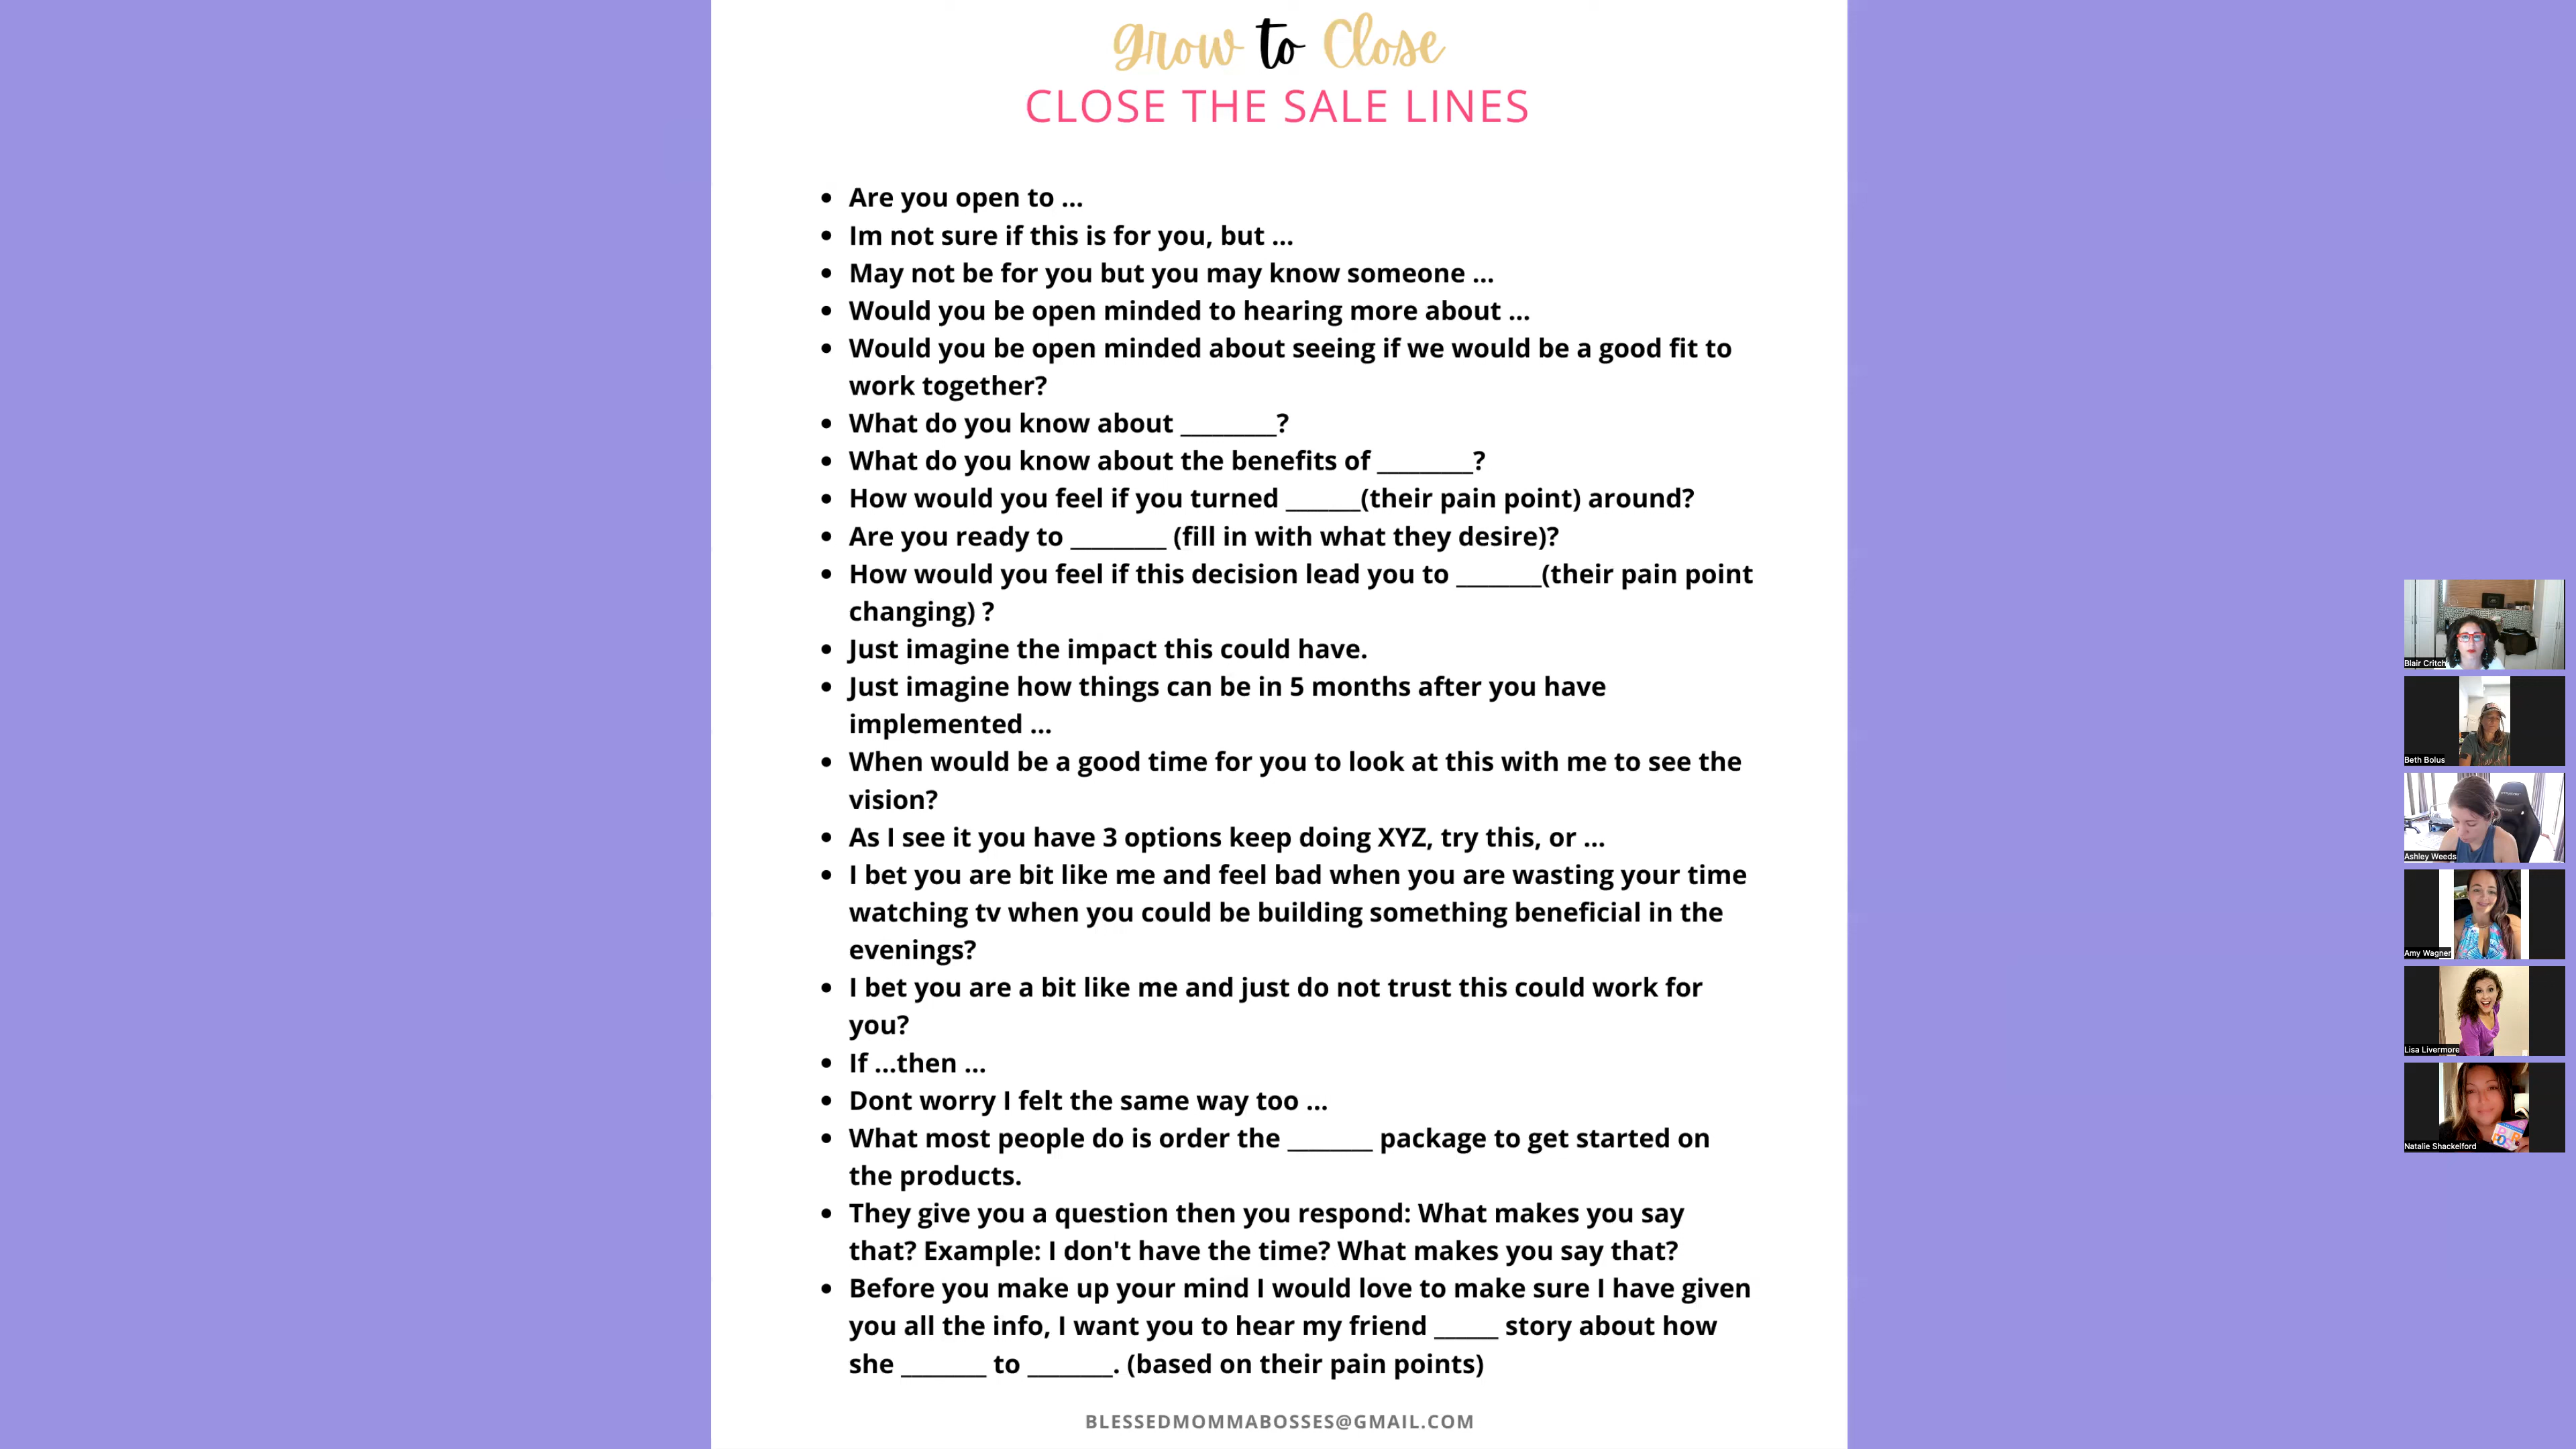 grow to Close
CLOSE THE SALE LINES
• Are you open to ...
• Im not sure if this is for you, but ...
• May not be for you but you may know someone ...
• Would you be open minded to hearing more about ...
• Would you be open minded about seeing if we would be a good fit to
work together?
• What do you know about _________?
• What do you know about the benefits of _________?
• How would you feel if you turned _______(their pain point) around?
• Are you ready to _________ (fill in with what they desire)?
• How would you feel if this decision lead you to ________(their pain point
changing) ?
• Just imagine the impact this could have.
• Just imagine how things can be in 5 months after you have
implemented ...
• When would be a good time for you to look at this with me to see the
vision?
• As I see it you have 3 options keep doing XYZ, try this, or ...
• I bet you are bit like me and feel bad when you are wasting your time
watching tv when you could be building something beneficial in the
evenings?
• I bet you are a bit like me and just do not trust this could work for
you?
• If ...then ...
• Dont worry I felt the same way too ...
• What most people do is order the ________ package to get started on
the products.
• They give you a question then you respond: What makes you say
that? Example: I don't have the time? What makes you say that?
• Before you make up your mind I would love to make sure I have given
you all the info, I want you to hear my friend ______ story about how
she ________ to ________. (based on their pain points)
BLESSEDMOMMABOSSES@GMAIL.COM
Blair Critch
Beth Bolus
Ashley Weeds
Amy Wagner
Lisa Livermore
Natalie Shackelford